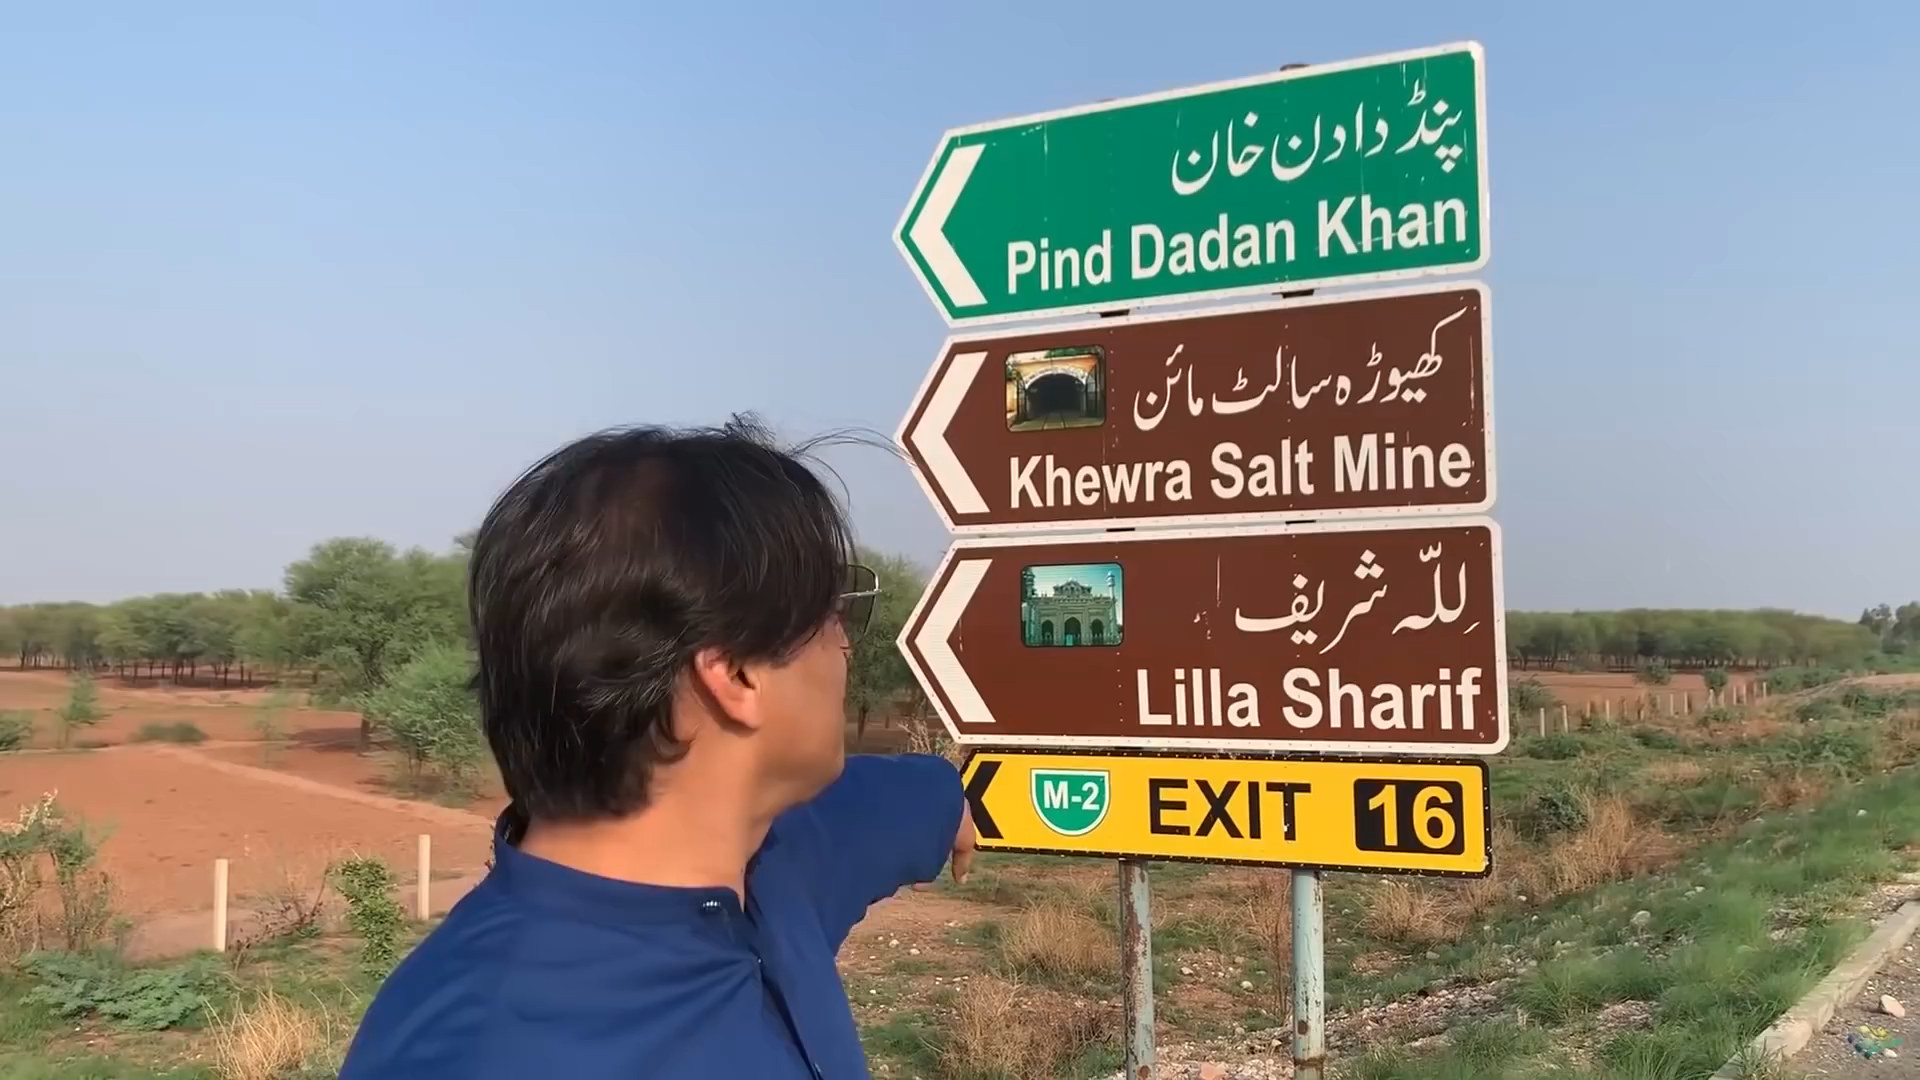 پنڈ دادن خان
Pind Dadan Khan
کھیوڑہ سالٹ مائن
Khewra Salt Mine
لِلّہ شریف
Lilla Sharif
M-2 EXIT 16